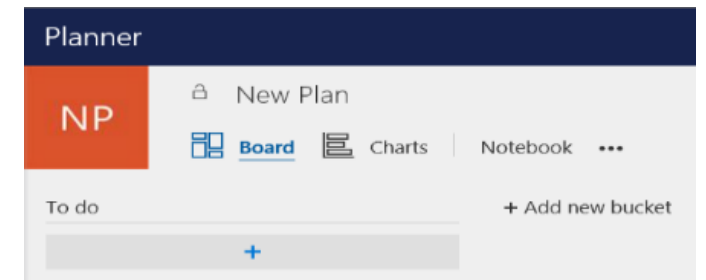 Planner
NP
New Plan
Board Charts Notebook •••
To do
+ Add new bucket
+